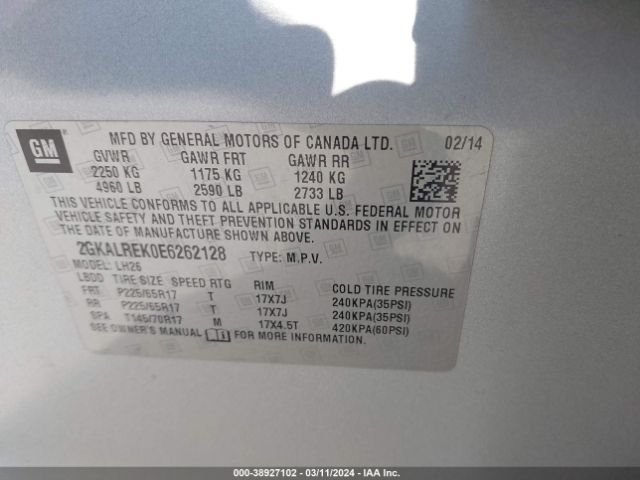 GM
MFD BY GENERAL MOTORS OF CANADA LTD. 02/14
GVWR GAWR FRT GAWR RR
2250 KG 1175 KG 1240 KG
4960 LB 2590 LB 2733 LB
THIS VEHICLE CONFORMS TO ALL APPLICABLE U.S. FEDERAL MOTOR
VEHICLE SAFETY AND THEFT PREVENTION STANDARDS IN EFFECT ON
THE DATE OF MANUFACTURE SHOWN ABOVE.
2GKALREK0E6262128 TYPE: M.P.V.
MODEL: LH26
LBDD TIRE SIZE SPEED RTG RIM COLD TIRE PRESSURE
FRT P225/65R17 T 17X7J 240KPA(35PSI)
RR P225/65R17 T 17X7J 240KPA(35PSI)
SPA T145/70R17 M 17X4.5T 420KPA(60PSI)
SEE OWNER'S MANUAL FOR MORE INFORMATION.
000-38927102 - 03/11/2024 - IAA Inc.